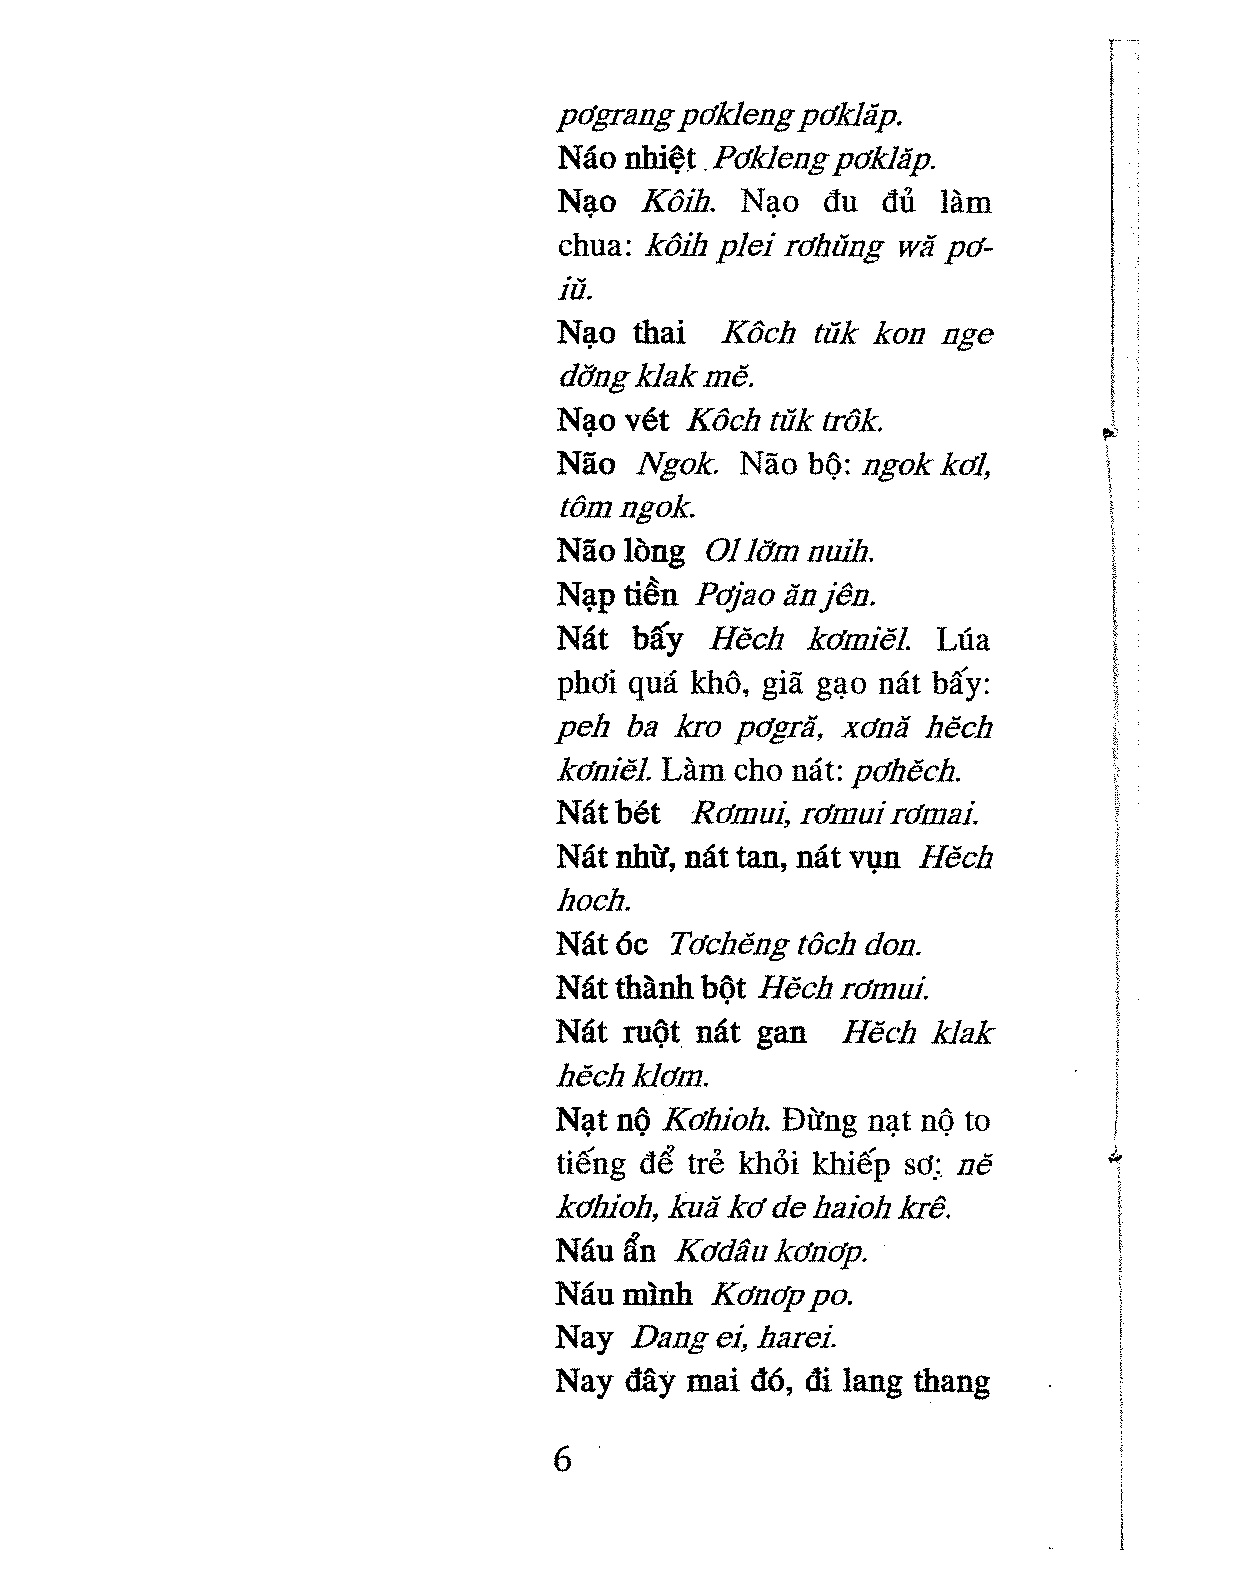 pơgrang pơkleng pơklăp.
Náo nhiệt Pơkleng pơklăp.
Nạo Kôih. Nạo đu đủ làm
chua: kôih plei rơhŭng wă pơ-
iŭ.
Nạo thai Kôch tŭk kon nge
dơ̆ng klak mĕ.
Nạo vét Kôch tŭk trôk.
Não Ngok. Não bộ: ngok kơl,
tôm ngok.
Não lòng Ol lơ̆m nuih.
Nạp tiền Pơjao ăn jên.
Nát bấy Hĕch kơmiĕl. Lúa
phơi quá khô, giã gạo nát bấy:
peh ba kro pơgră, xơnă hĕch
kơniĕl. Làm cho nát: pơhĕch.
Nát bét Rơmui, rơmui rơmai.
Nát nhừ, nát tan, nát vụn Hĕch
hoch.
Nát óc Tơchĕng tôch don.
Nát thành bột Hĕch rơmui.
Nát ruột nát gan Hĕch klak
hĕch klơm.
Nạt nộ Kơhioh. Đừng nạt nộ to
tiếng để trẻ khỏi khiếp sợ: nĕ
kơhioh, kuă kơ de haioh krê.
Náu ẩn Kơdâu kơnơp.
Náu mình Kơnơp po.
Nay Dang ei, harei.
Nay đây mai đó, đi lang thang
6